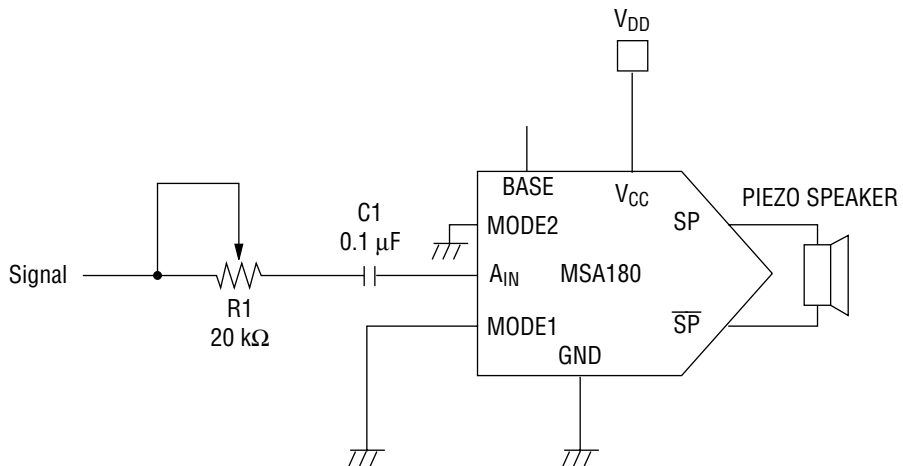 V_DD
BASE
V_CC
PIEZO SPEAKER
C1
0.1 µF
MODE2
SP
Signal
A_IN
MSA180
R1
20 kΩ
MODE1
S̅P̅
GND